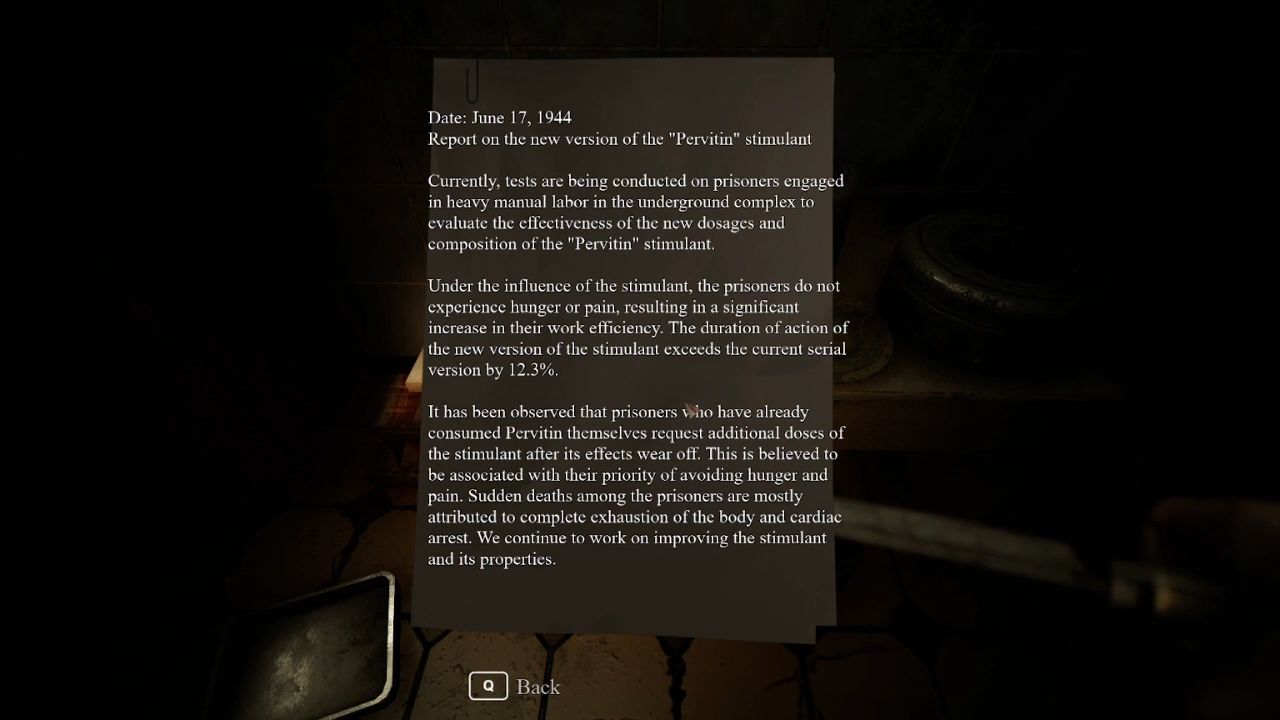 Date: June 17, 1944
Report on the new version of the "Pervitin" stimulant
Currently, tests are being conducted on prisoners engaged
in heavy manual labor in the underground complex to
evaluate the effectiveness of the new dosages and
composition of the "Pervitin" stimulant.
Under the influence of the stimulant, the prisoners do not
experience hunger or pain, resulting in a significant
increase in their work efficiency. The duration of action of
the new version of the stimulant exceeds the current serial
version by 12.3%.
It has been observed that prisoners who have already
consumed Pervitin themselves request additional doses of
the stimulant after its effects wear off. This is believed to
be associated with their priority of avoiding hunger and
pain. Sudden deaths among the prisoners are mostly
attributed to complete exhaustion of the body and cardiac
arrest. We continue to work on improving the stimulant
and its properties.
Q Back